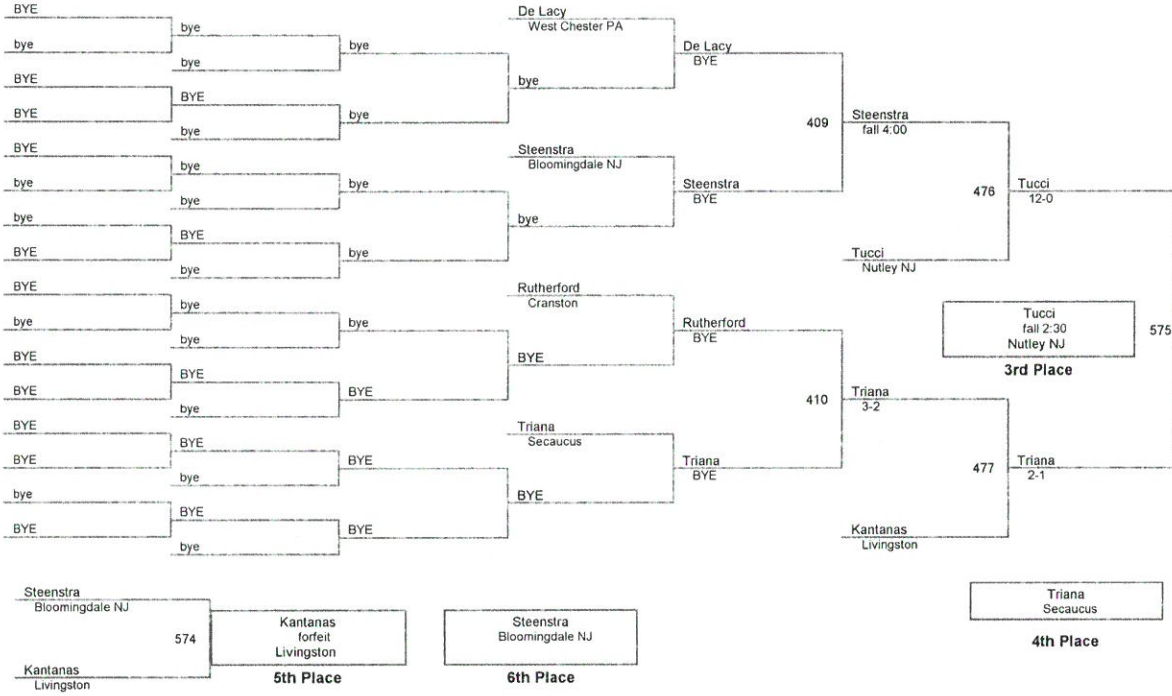 BYE
bye
BYE
BYE
BYE
bye
bye
BYE
BYE
bye
BYE
BYE
BYE
BYE
bye
BYE
bye
bye
BYE
bye
bye
bye
BYE
bye
bye
bye
BYE
bye
BYE
bye
BYE
bye
bye
bye
bye
bye
bye
BYE
BYE
BYE
De Lacy
West Chester PA
bye
Steenstra
Bloomingdale NJ
bye
Rutherford
Cranston
BYE
Triana
Secaucus
BYE
De Lacy
BYE
Steenstra
BYE
Rutherford
BYE
Triana
BYE
409
410
Steenstra
fall 4:00
Tucci
Nutley NJ
Triana
3-2
Kantanas
Livingston
476
477
Tucci
12-0
Triana
2-1
Tucci
fall 2:30
Nutley NJ
575
3rd Place
Triana
Secaucus
4th Place
Steenstra
Bloomingdale NJ
574
Kantanas
Livingston
Kantanas
forfeit
Livingston
5th Place
Steenstra
Bloomingdale NJ
6th Place